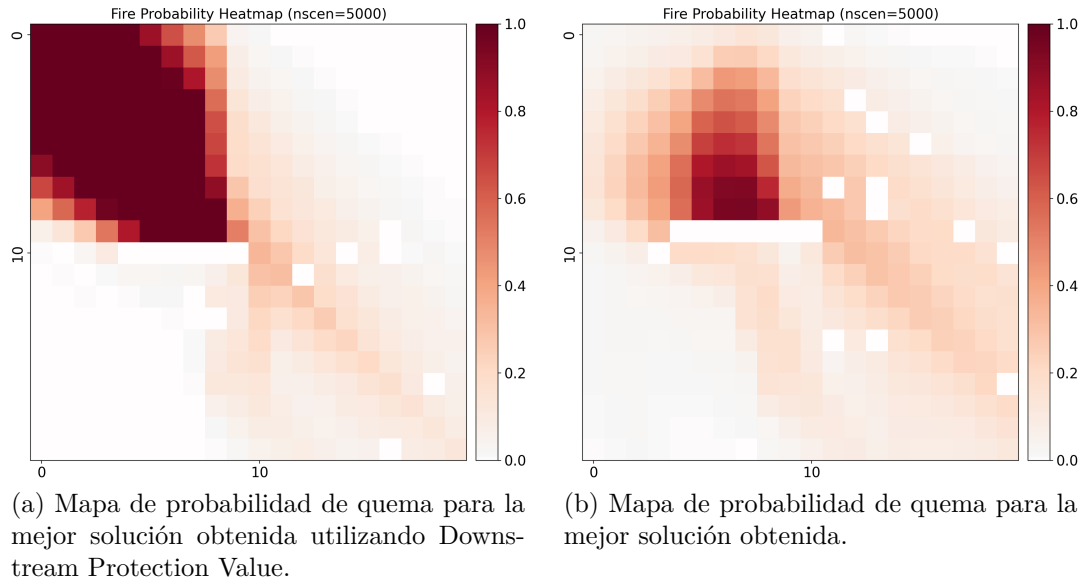 Fire Probability Heatmap (nscen=5000)
0
10
0
10
1.0
0.8
0.6
0.4
0.2
0.0
(a) Mapa de probabilidad de quema para la
mejor solución obtenida utilizando Downs-
tream Protection Value.
Fire Probability Heatmap (nscen=5000)
0
10
0
10
1.0
0.8
0.6
0.4
0.2
0.0
(b) Mapa de probabilidad de quema para la
mejor solución obtenida.